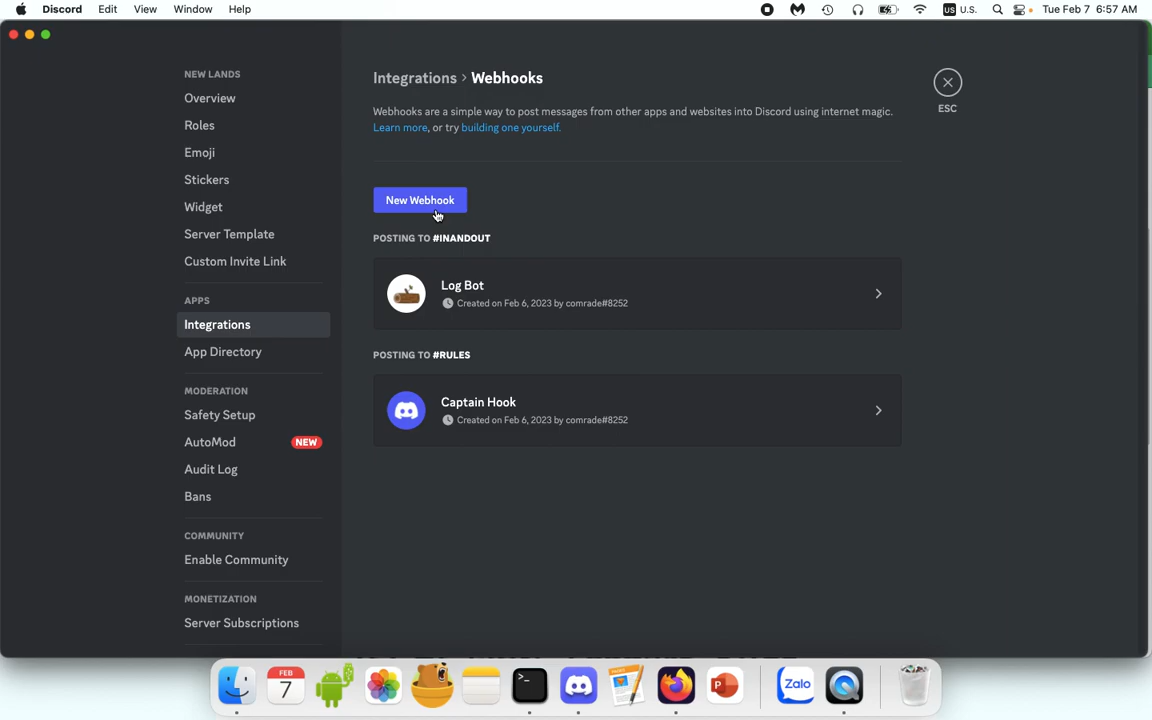 Discord Edit View Window Help US U.S. Tue Feb 7 6:57 AM
NEW LANDS
Overview
Roles
Emoji
Stickers
Widget
Server Template
Custom Invite Link
APPS
Integrations
App Directory
MODERATION
Safety Setup
AutoMod NEW
Audit Log
Bans
COMMUNITY
Enable Community
MONETIZATION
Server Subscriptions
Integrations > Webhooks
ESC
Webhooks are a simple way to post messages from other apps and websites into Discord using internet magic.
Learn more, or try building one yourself.
New Webhook
POSTING TO #INANDOUT
Log Bot
Created on Feb 6, 2023 by comrade#8252
POSTING TO #RULES
Captain Hook
Created on Feb 6, 2023 by comrade#8252
FEB
7
>_
P
Zalo